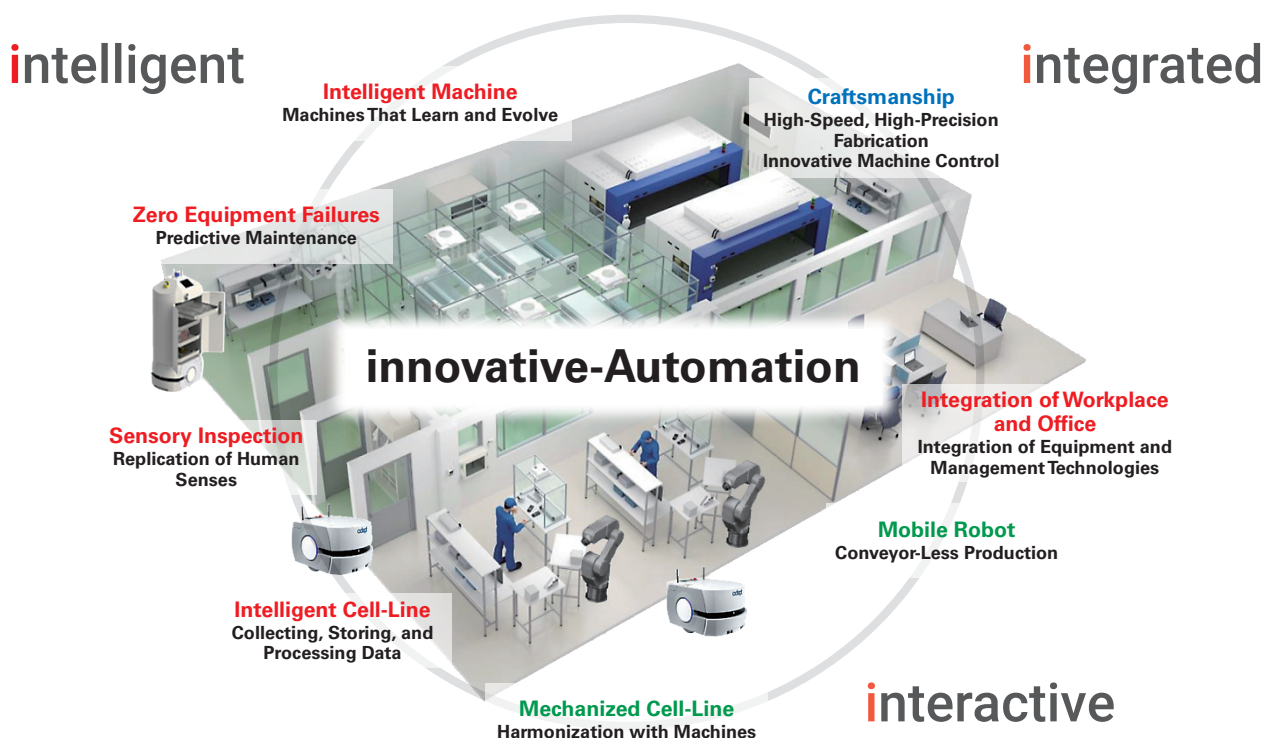 intelligent
integrated
Intelligent Machine
Machines That Learn and Evolve
Craftsmanship
High-Speed, High-Precision
Fabrication
Innovative Machine Control
Zero Equipment Failures
Predictive Maintenance
innovative-Automation
Integration of Workplace
and Office
Integration of Equipment and
Management Technologies
Sensory Inspection
Replication of Human
Senses
Mobile Robot
Conveyor-Less Production
Intelligent Cell-Line
Collecting, Storing, and
Processing Data
Mechanized Cell-Line
Harmonization with Machines
interactive
adept
adept